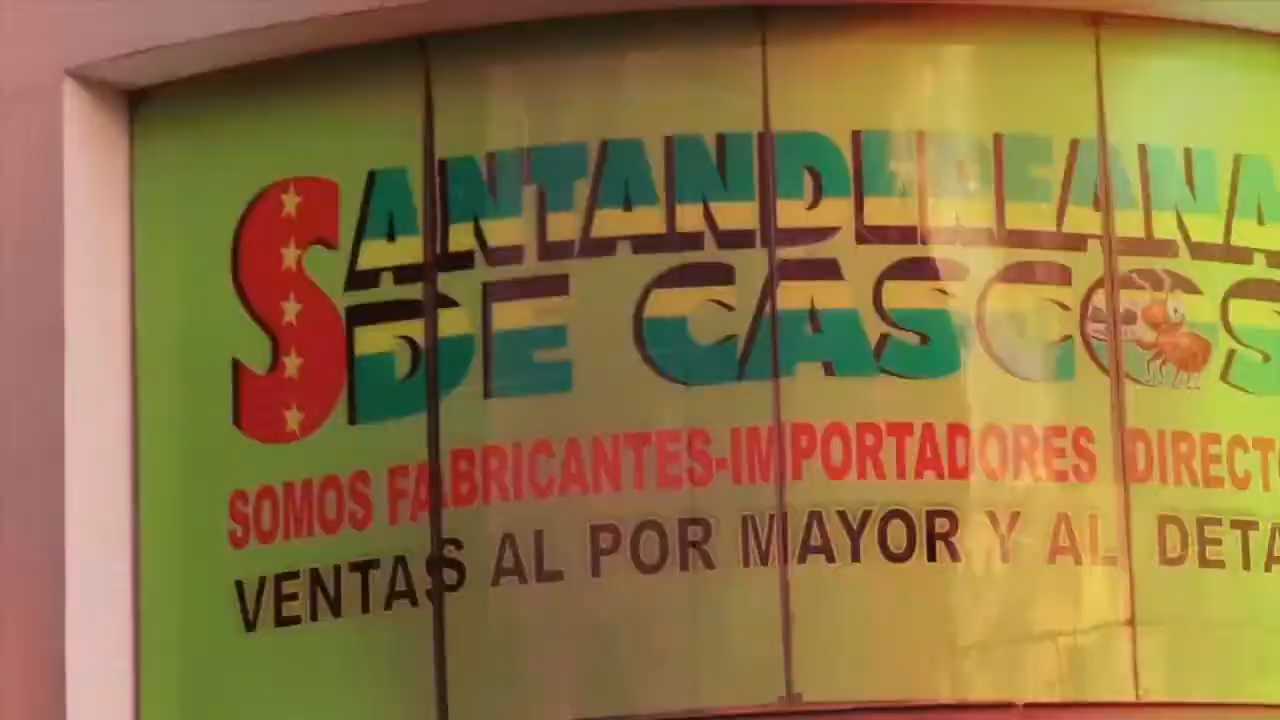 SANTANDEREANA
DE CASCOS
SOMOS FABRICANTES-IMPORTADORES DIRECTO
VENTAS AL POR MAYOR Y AL DETA